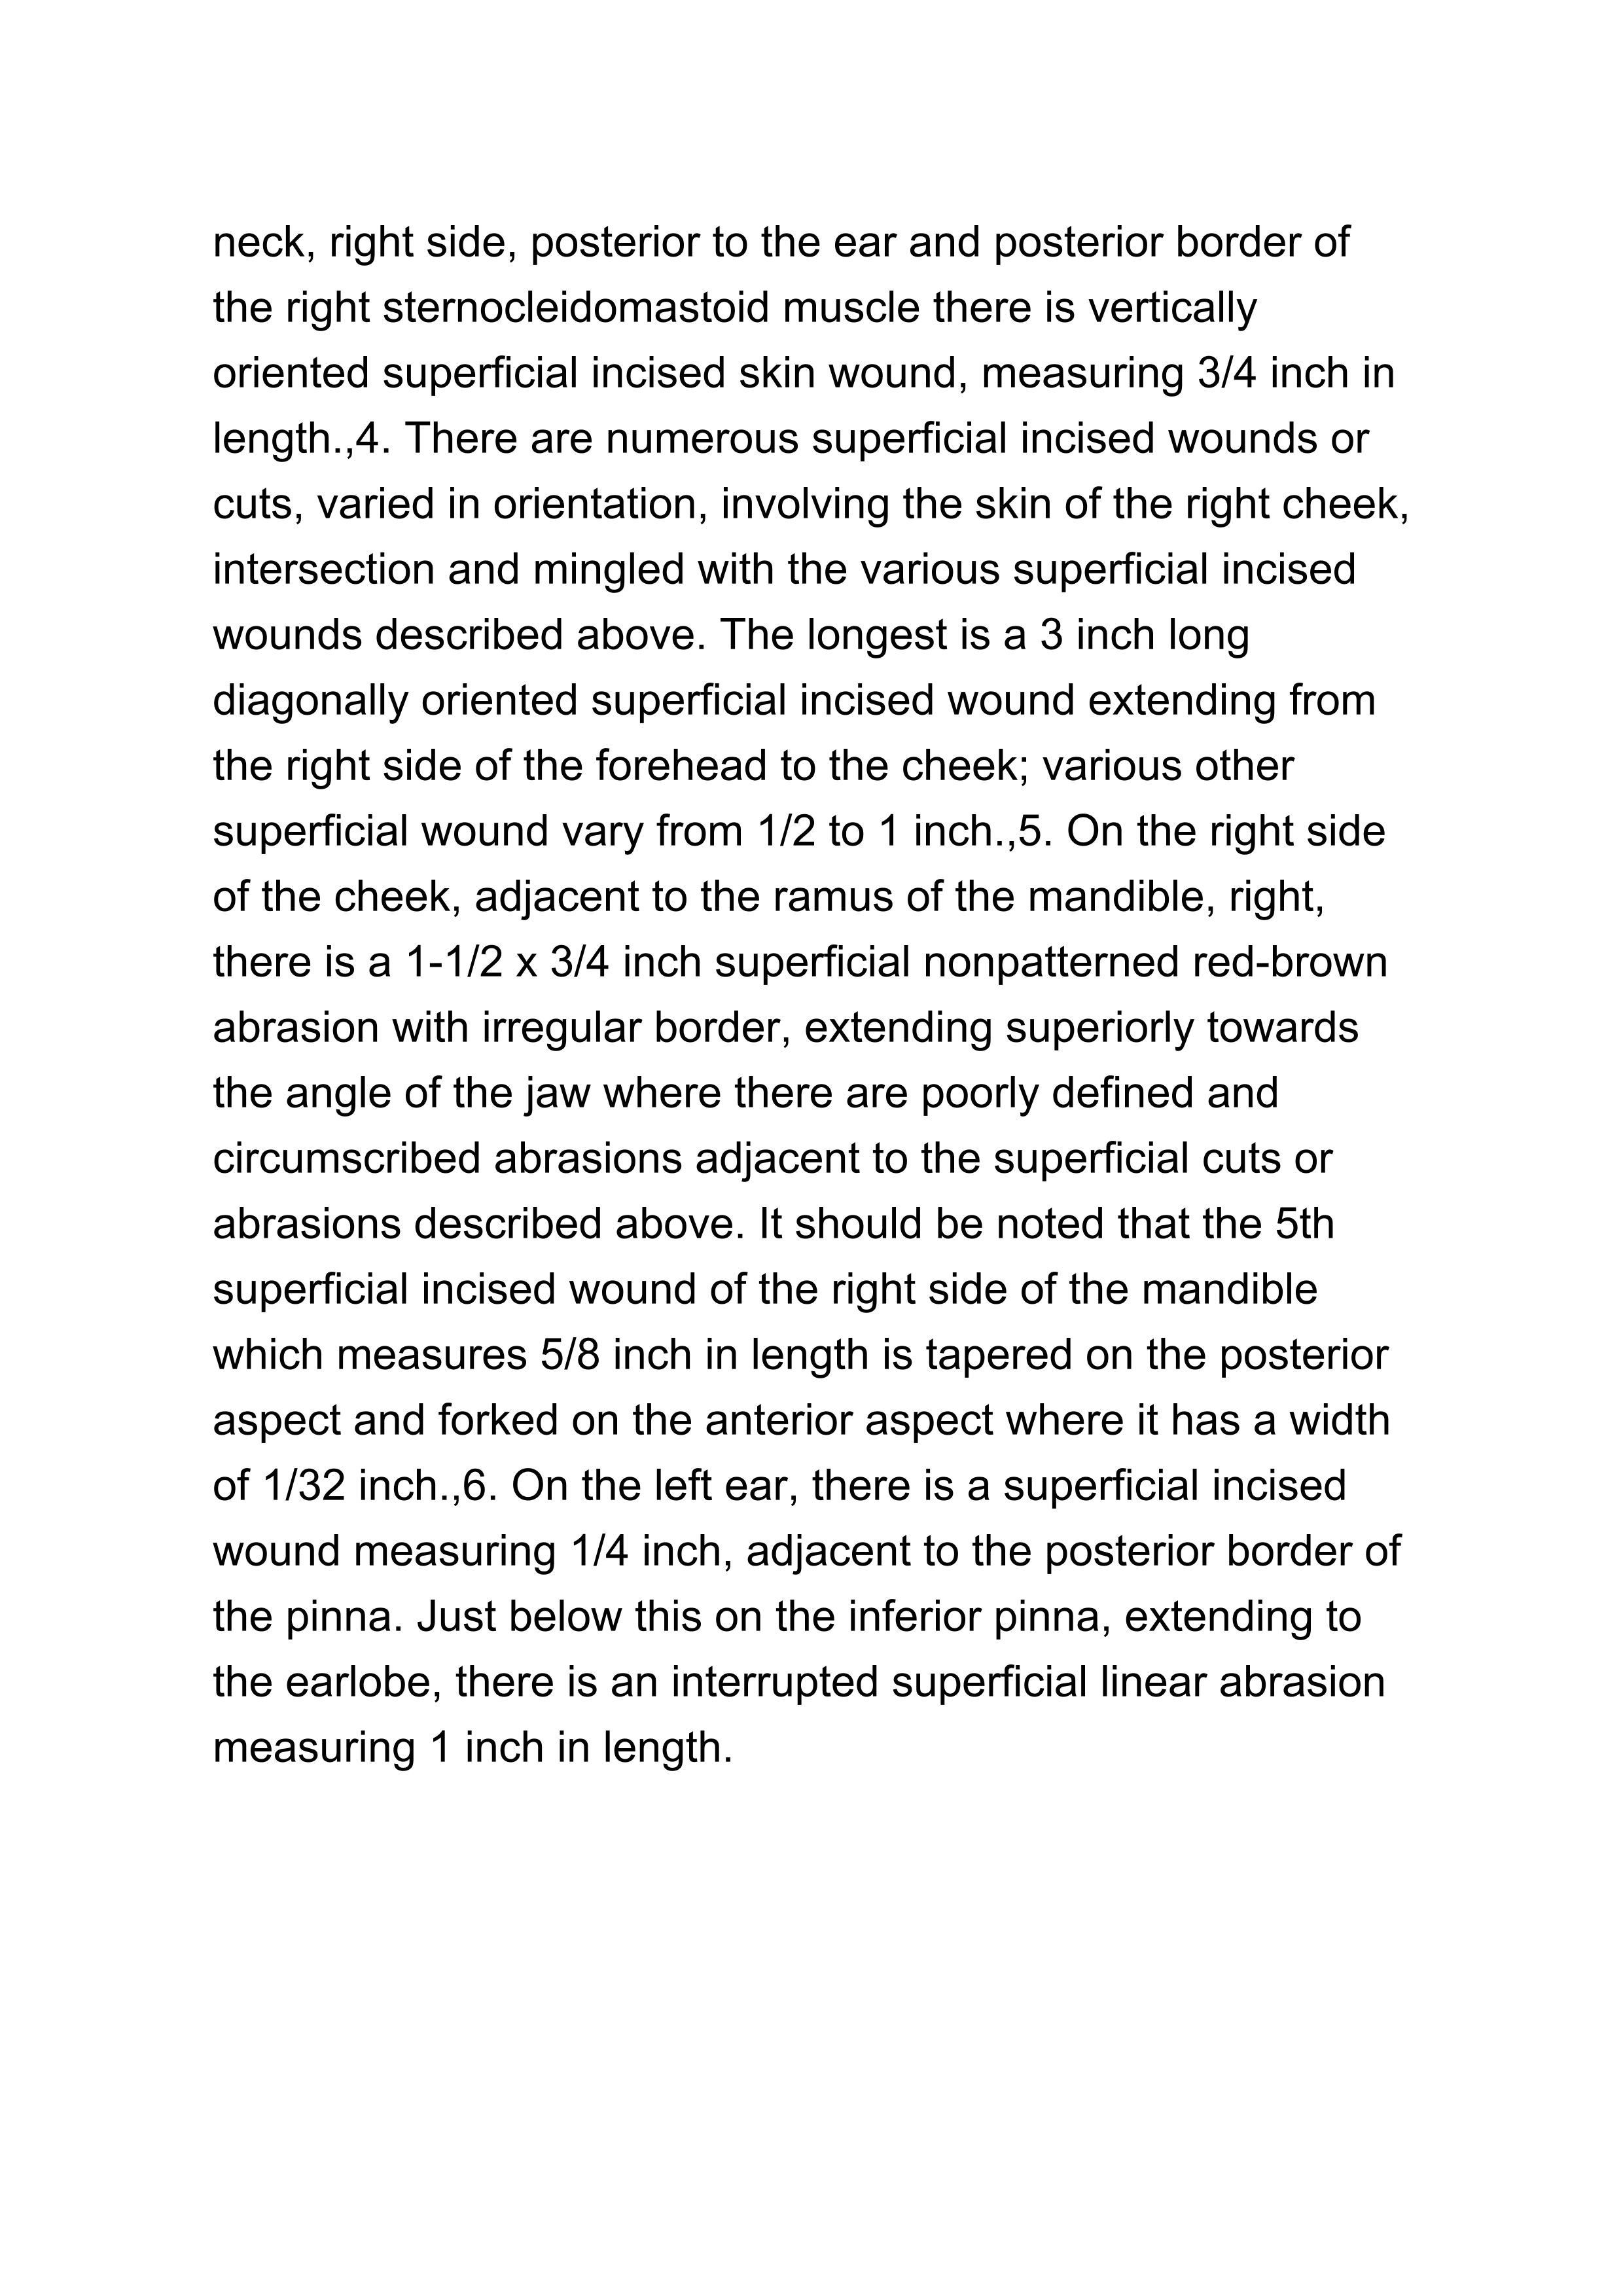 neck, right side, posterior to the ear and posterior border of
the right sternocleidomastoid muscle there is vertically
oriented superficial incised skin wound, measuring 3/4 inch in
length.,4. There are numerous superficial incised wounds or
cuts, varied in orientation, involving the skin of the right cheek,
intersection and mingled with the various superficial incised
wounds described above. The longest is a 3 inch long
diagonally oriented superficial incised wound extending from
the right side of the forehead to the cheek; various other
superficial wound vary from 1/2 to 1 inch.,5. On the right side
of the cheek, adjacent to the ramus of the mandible, right,
there is a 1-1/2 x 3/4 inch superficial nonpatterned red-brown
abrasion with irregular border, extending superiorly towards
the angle of the jaw where there are poorly defined and
circumscribed abrasions adjacent to the superficial cuts or
abrasions described above. It should be noted that the 5th
superficial incised wound of the right side of the mandible
which measures 5/8 inch in length is tapered on the posterior
aspect and forked on the anterior aspect where it has a width
of 1/32 inch.,6. On the left ear, there is a superficial incised
wound measuring 1/4 inch, adjacent to the posterior border of
the pinna. Just below this on the inferior pinna, extending to
the earlobe, there is an interrupted superficial linear abrasion
measuring 1 inch in length.